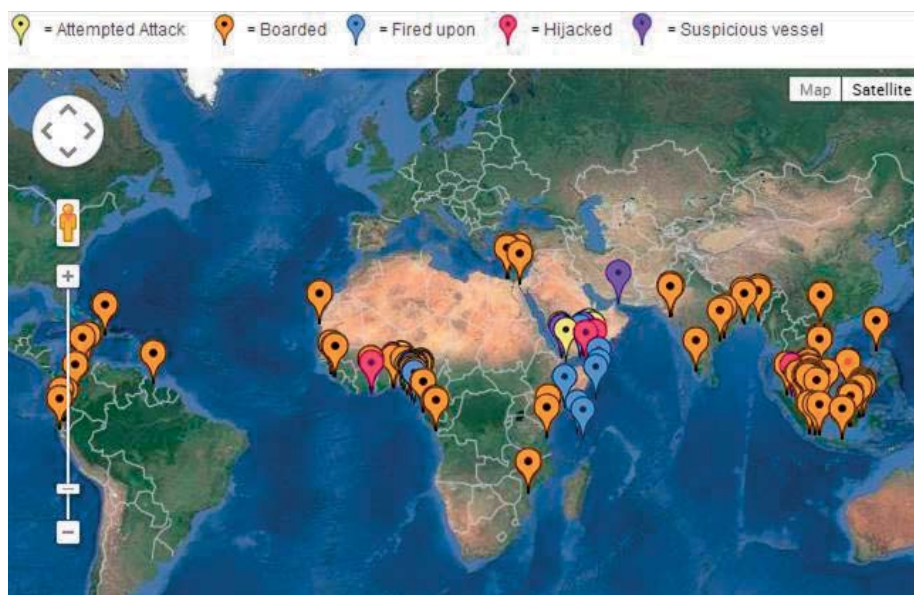 = Attempted Attack = Boarded = Fired upon = Hijacked = Suspicious vessel
Map Satellite